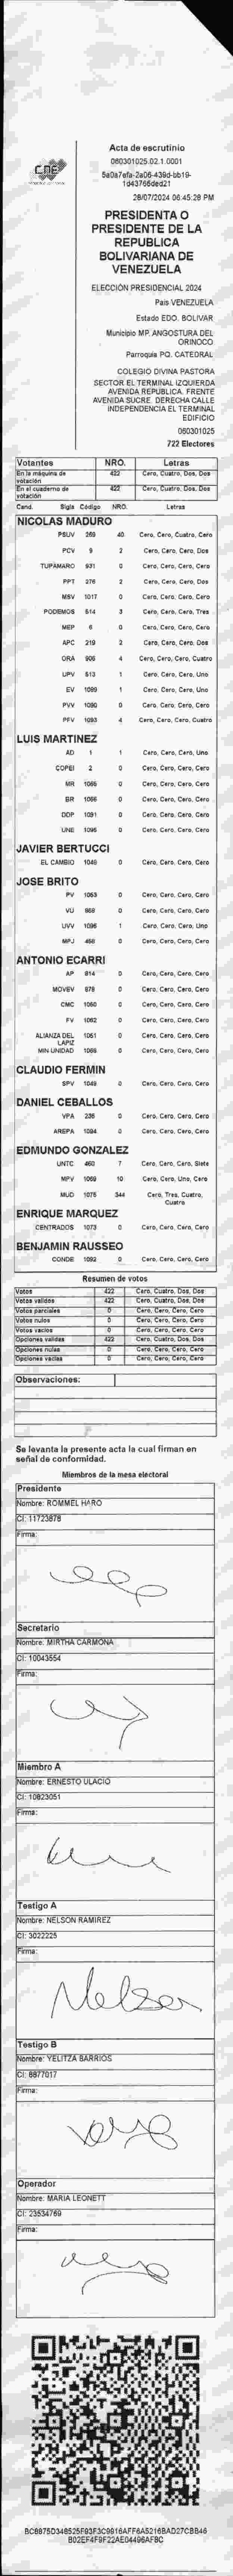 CNE
Acta de escrutinio
060301025.02.1.0001
28/07/2024 06:45:28 PM
PRESIDENTA O
PRESIDENTE DE LA
REPUBLICA
BOLIVARIANA DE
VENEZUELA
ELECCIÓN PRESIDENCIAL 2024
País VENEZUELA
Estado EDO. BOLIVAR
Municipio MP. ANGOSTURA DEL
ORINOCO
Parroquia PQ. CATEDRAL
COLEGIO DIVINA PASTORA
SECTOR EL TERMINAL IZQUIERDA
AVENIDA REPUBLICA. FRENTE
AVENIDA SUCRE. DERECHA CALLE
INDEPENDENCIA EL TERMINAL
EDIFICIO
060301025
722 Electores
Votantes NRO. Letras
En la máquina de votación 422 Cero, Cuatro, Dos, Dos
En el cuaderno de votación 422 Cero, Cuatro, Dos, Dos
Cand. Sigla Código NRO. Letras
NICOLAS MADURO
PSUV 269 40 Cero, Cero, Cuatro, Cero
PCV 9 2 Cero, Cero, Cero, Dos
TUPAMARO 931 0 Cero, Cero, Cero, Cero
PPT 276 2 Cero, Cero, Cero, Dos
MSV 1017 0 Cero, Cero, Cero, Cero
PODEMOS 514 3 Cero, Cero, Cero, Tres
MEP 6 0 Cero, Cero, Cero, Cero
APC 219 2 Cero, Cero, Cero, Dos
ORA 906 4 Cero, Cero, Cero, Cuatro
UPV 513 1 Cero, Cero, Cero, Uno
EV 1089 1 Cero, Cero, Cero, Uno
PVV 1090 0 Cero, Cero, Cero, Cero
PFV 1093 4 Cero, Cero, Cero, Cuatro
LUIS MARTINEZ
AD 1 1 Cero, Cero, Cero, Uno
COPEI 2 0 Cero, Cero, Cero, Cero
MR 1065 0 Cero, Cero, Cero, Cero
BR 1066 0 Cero, Cero, Cero, Cero
DDP 1091 0 Cero, Cero, Cero, Cero
UNE 1095 0 Cero, Cero, Cero, Cero
JAVIER BERTUCCI
EL CAMBIO 1049 0 Cero, Cero, Cero, Cero
JOSE BRITO
PV 1053 0 Cero, Cero, Cero, Cero
VU 868 0 Cero, Cero, Cero, Cero
UVV 1096 1 Cero, Cero, Cero, Uno
MPJ 468 0 Cero, Cero, Cero, Cero
ANTONIO ECARRI
AP 814 0 Cero, Cero, Cero, Cero
MOVEV 878 0 Cero, Cero, Cero, Cero
CMC 1050 0 Cero, Cero, Cero, Cero
FV 1062 0 Cero, Cero, Cero, Cero
ALIANZA DEL LAPIZ 1051 0 Cero, Cero, Cero, Cero
MIN UNIDAD 1069 0 Cero, Cero, Cero, Cero
CLAUDIO FERMIN
SPV 1048 0 Cero, Cero, Cero, Cero
DANIEL CEBALLOS
VPA 236 0 Cero, Cero, Cero, Cero
AREPA 1094 0 Cero, Cero, Cero, Cero
EDMUNDO GONZALEZ
UNTC 460 7 Cero, Cero, Cero, Siete
MPV 1069 10 Cero, Cero, Uno, Cero
MUD 1075 344 Cero, Tres, Cuatro, Cuatro
ENRIQUE MARQUEZ
CENTRADOS 1073 0 Cero, Cero, Cero, Cero
BENJAMIN RAUSSEO
CONDE 1092 0 Cero, Cero, Cero, Cero
Resumen de votos
Votos 422 Cero, Cuatro, Dos, Dos
Votos validos 422 Cero, Cuatro, Dos, Dos
Votos parciales 0 Cero, Cero, Cero, Cero
Votos nulos 0 Cero, Cero, Cero, Cero
Votos vacios 0 Cero, Cero, Cero, Cero
Opciones validas 422 Cero, Cuatro, Dos, Dos
Opciones nulas 0 Cero, Cero, Cero, Cero
Opciones vacias 0 Cero, Cero, Cero, Cero
Observaciones:
Se levanta la presente acta la cual firman en
señal de conformidad.
Miembros de la mesa electoral
Presidente
Nombre: ROMMEL HARO
CI: 11723878
Firma:
Secretario
Nombre: MIRTHA CARMONA
CI: 10043554
Firma:
Miembro A
Nombre: ERNESTO ULACIO
CI: 10823051
Firma:
Testigo A
Nombre: NELSON RAMIREZ
CI: 3022225
Firma:
Nelson
Testigo B
Nombre: YELITZA BARRIOS
CI: 8877017
Firma:
Operador
Nombre: MARIA LEONETT
CI: 23534769
Firma: